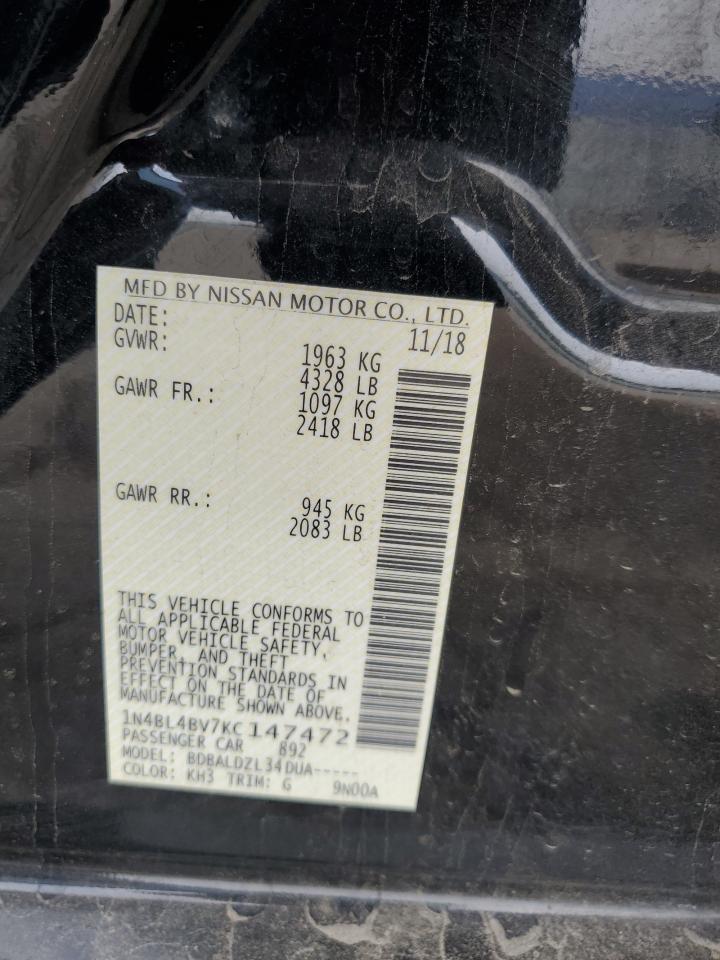 MFD BY NISSAN MOTOR CO., LTD.
DATE: 11/18
GVWR: 1963 KG
4328 LB
GAWR FR.: 1097 KG
2418 LB
GAWR RR.: 945 KG
2083 LB
THIS VEHICLE CONFORMS TO
ALL APPLICABLE FEDERAL
MOTOR VEHICLE SAFETY,
BUMPER, AND THEFT
PREVENTION STANDARDS IN
EFFECT ON THE DATE OF
MANUFACTURE SHOWN ABOVE.
1N4BL4BV7KC147472
PASSENGER CAR 892
MODEL: BDBALDZL34DUA-----
COLOR: KH3 TRIM: G 9N00A